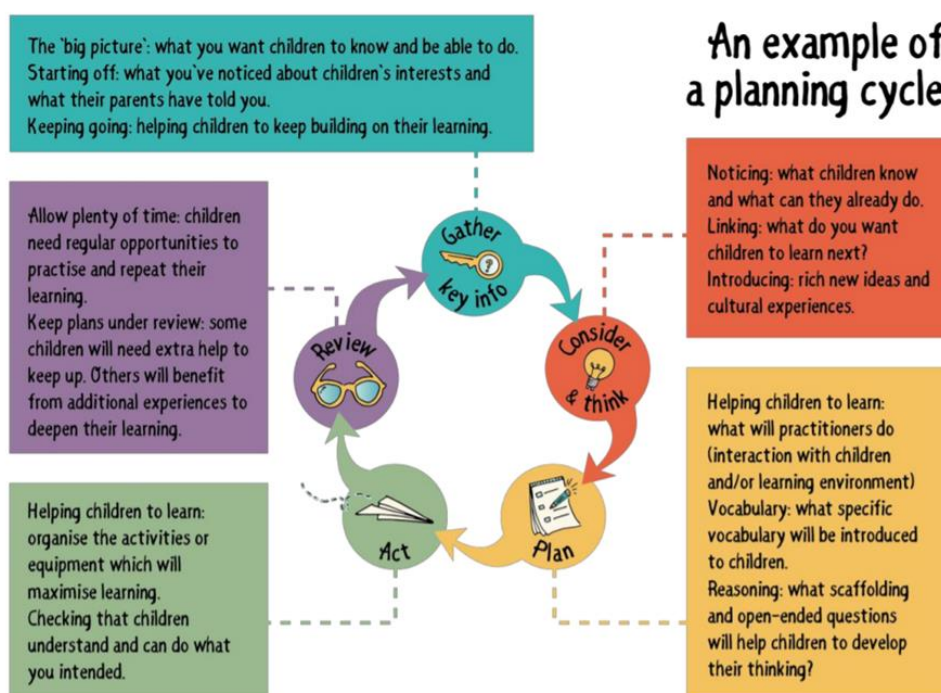 An example of
a planning cycle
The 'big picture': what you want children to know and be able to do.
Starting off: what you've noticed about children's interests and
what their parents have told you.
Keeping going: helping children to keep building on their learning.
Gather
key info
Noticing: what children know
and what can they already do.
Linking: what do you want
children to learn next?
Introducing: rich new ideas and
cultural experiences.
Consider
& think
Helping children to learn:
what will practitioners do
(interaction with children
and/or learning environment)
Vocabulary: what specific
vocabulary will be introduced
to children.
Reasoning: what scaffolding
and open-ended questions
will help children to develop
their thinking?
Plan
Helping children to learn:
organise the activities or
equipment which will
maximise learning.
Checking that children
understand and can do what
you intended.
Act
Allow plenty of time: children
need regular opportunities to
practise and repeat their
learning.
Keep plans under review: some
children will need extra help to
keep up. Others will benefit
from additional experiences to
deepen their learning.
Review